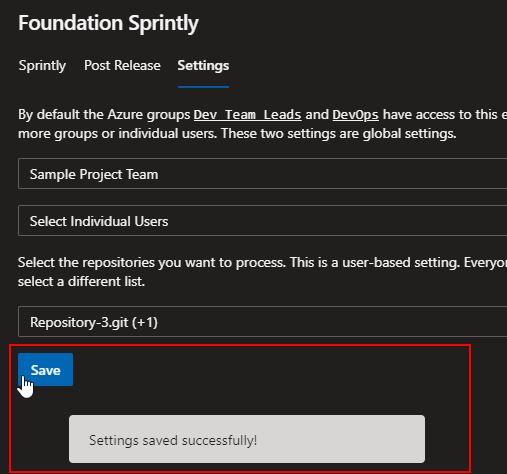 Foundation Sprintly
Sprintly Post Release Settings
By default the Azure groups Dev Team Leads and DevOps have access to this
more groups or individual users. These two settings are global settings.
Sample Project Team
Select Individual Users
Select the repositories you want to process. This is a user-based setting.
select a different list.
Repository-3.git (+1)
Save
Settings saved successfully!